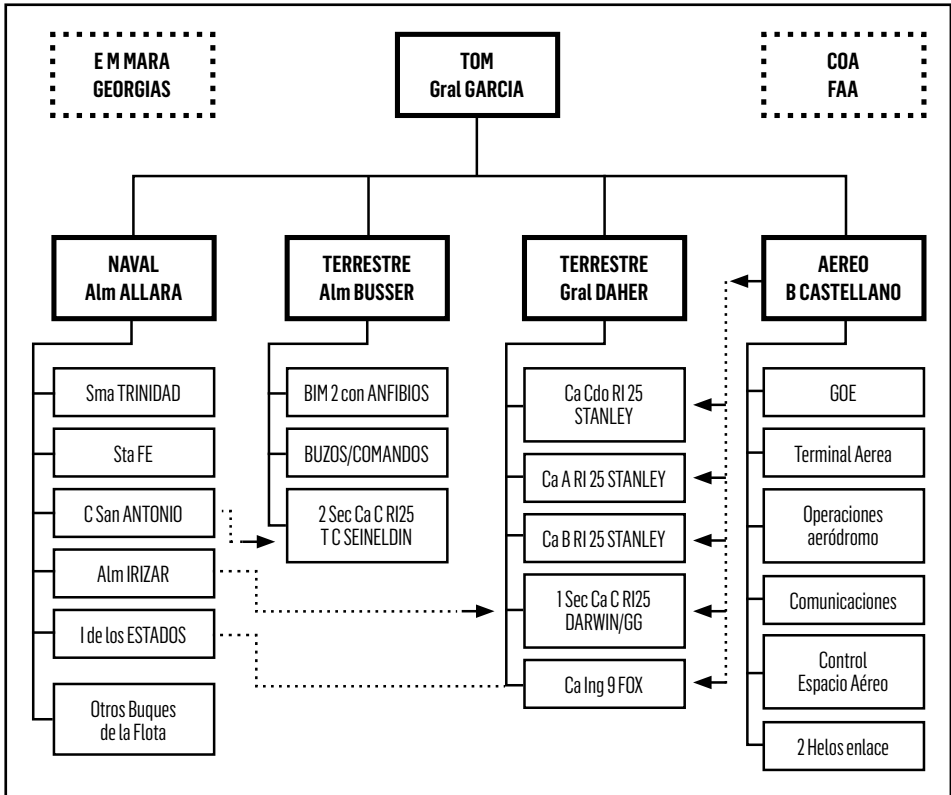 E M MARA
GEORGIAS
TOM
Gral GARCIA
COA
FAA
NAVAL
Alm ALLARA
TERRESTRE
Alm BUSSER
TERRESTRE
Gral DAHER
AEREO
B CASTELLANO
Sma TRINIDAD
Sta FE
C San ANTONIO
Alm IRIZAR
I de los ESTADOS
Otros Buques
de la Flota
BIM 2 con ANFIBIOS
BUZOS/COMANDOS
2 Sec Ca C RI25
T C SEINELDIN
Ca Cdo RI 25
STANLEY
Ca A RI 25 STANLEY
Ca B RI 25 STANLEY
1 Sec Ca C RI25
DARWIN/GG
Ca Ing 9 FOX
GOE
Terminal Aerea
Operaciones
aeródromo
Comunicaciones
Control
Espacio Aéreo
2 Helos enlace